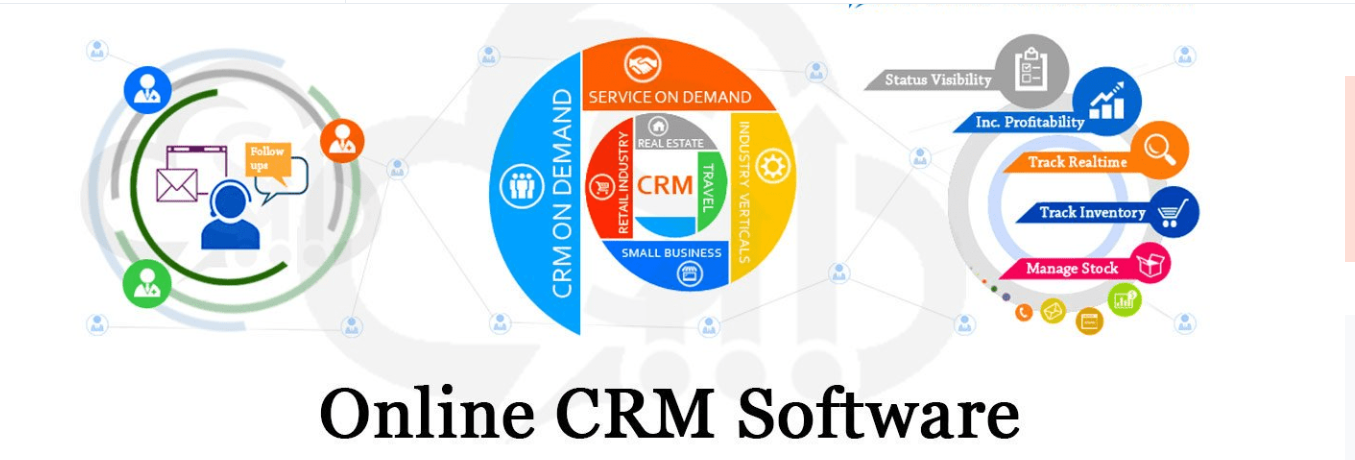 Follow
ups
CRM ON DEMAND
SERVICE ON DEMAND
INDUSTRY VERTICALS
SMALL BUSINESS
RETAIL INDUSTRY
REAL ESTATE
TRAVEL
CRM
Status Visibility
Inc. Profitability
Track Realtime
Track Inventory
Manage Stock
Online CRM Software